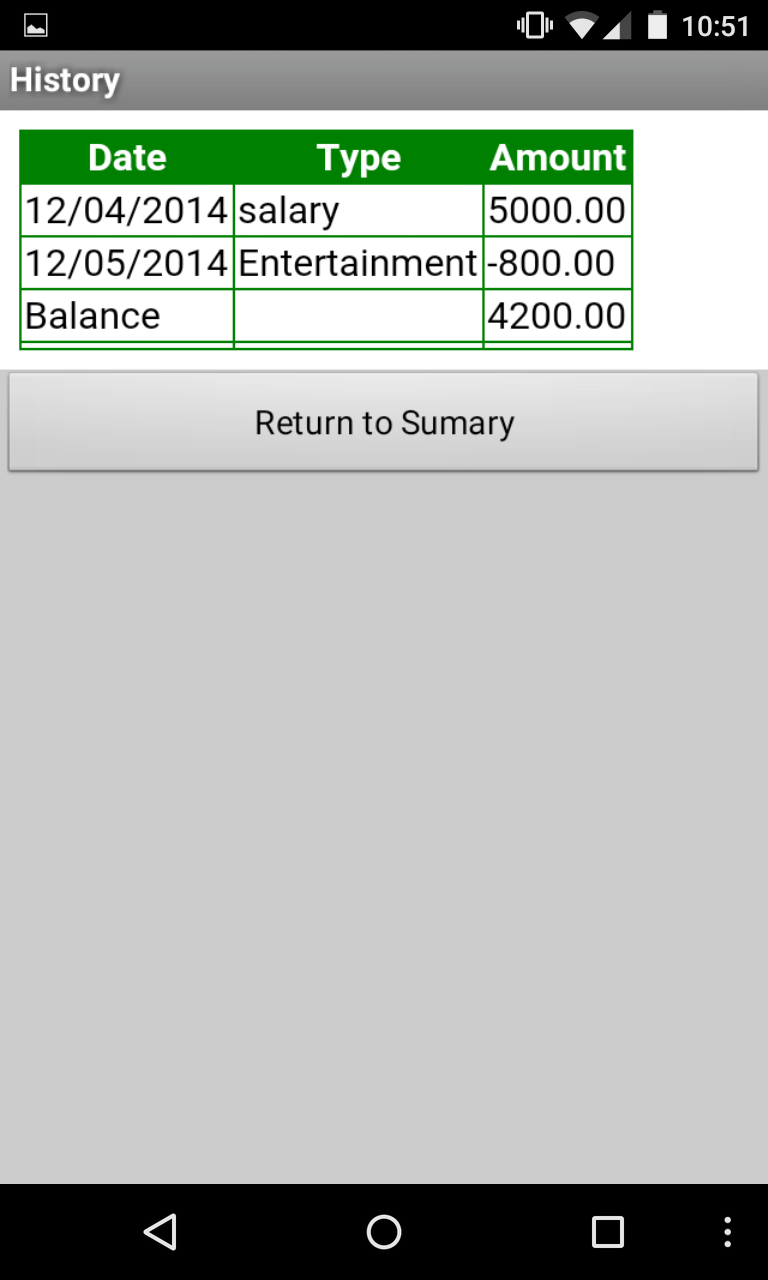 10:51
History
Date Type Amount
12/04/2014 salary 5000.00
12/05/2014 Entertainment -800.00
Balance 4200.00
Return to Sumary